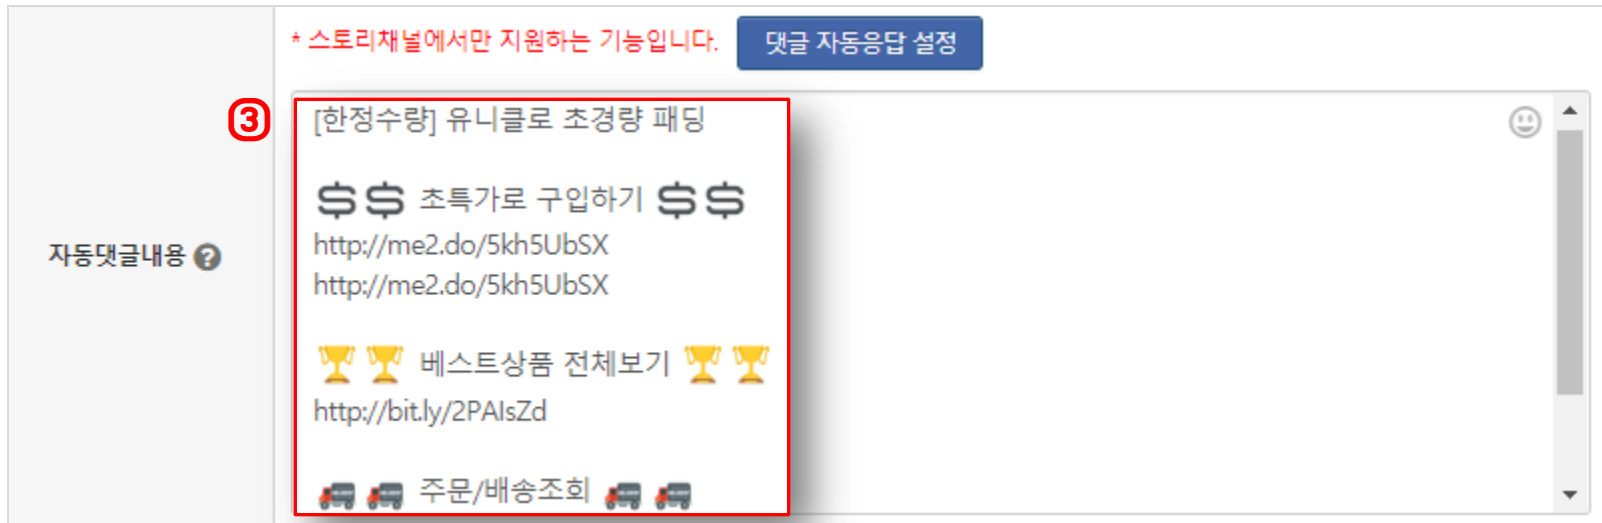 * 스토리채널에서만 지원하는 기능입니다. 댓글 자동응답 설정
③
[한정수량] 유니클로 초경량 패딩
💲💲 초특가로 구입하기 💲💲
http://me2.do/5kh5UbSX
http://me2.do/5kh5UbSX
자동댓글내용 ?
🏆🏆 베스트상품 전체보기 🏆🏆
http://bit.ly/2PAIsZd
🚚🚚 주문/배송조회 🚚🚚